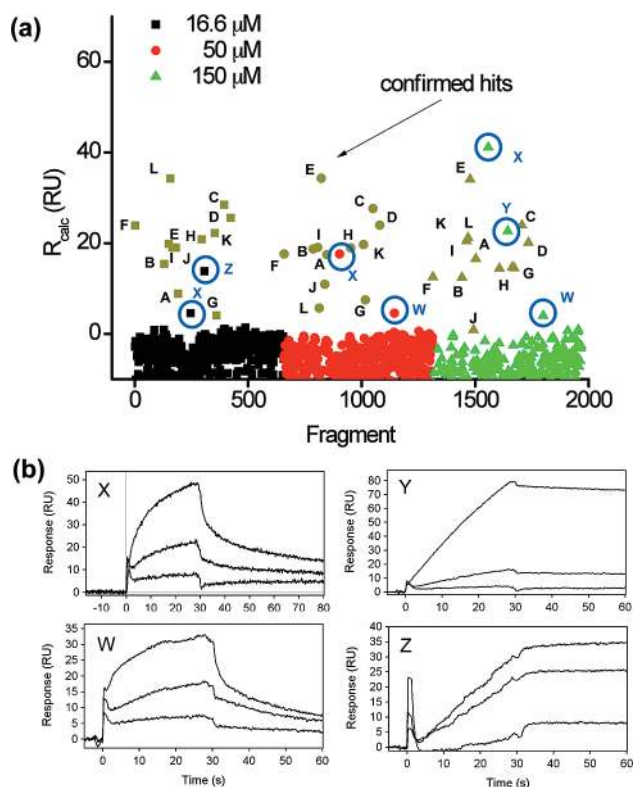 (a)
16.6 μM
50 μM
150 μM
confirmed hits
R_calc (RU)
60
40
20
0
L
F
E
B
I
A
J
H
C
D
K
G
Z
X
E
F
B
I
A
H
J
L
C
D
K
G
X
W
E
K
L
I
A
F
B
H
J
C
D
G
X
Y
W
0 500 1000 1500 2000
Fragment
(b)
X
Response (RU)
50
40
30
20
10
0
-10 0 10 20 30 40 50 60 70 80
Y
Response (RU)
80
70
60
50
40
30
20
10
0
0 10 20 30 40 50 60
W
Response (RU)
35
30
25
20
15
10
5
0
0 10 20 30 40 50 60
Time (s)
Z
Response (RU)
40
35
30
25
20
15
10
5
0
0 10 20 30 40 50 60
Time (s)